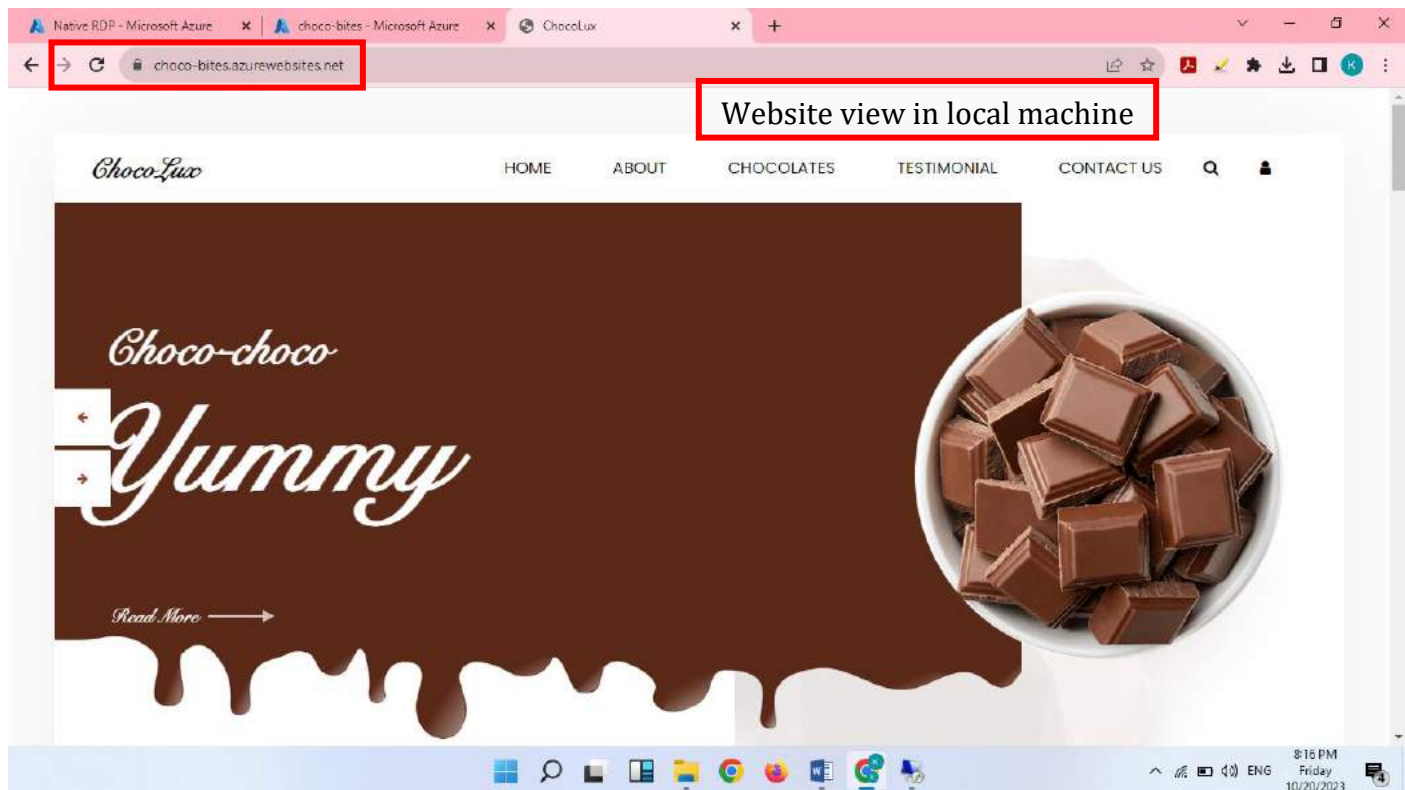 Native RDP - Microsoft Azure
choco-bites - Microsoft Azure
ChocoLux
choco-bites.azurewebsites.net
K
Website view in local machine
ChocoLux
HOME
ABOUT
CHOCOLATES
TESTIMONIAL
CONTACT US
Choco-choco
Yummy
Read More
ENG
8:16 PM
Friday
10/20/2023
4